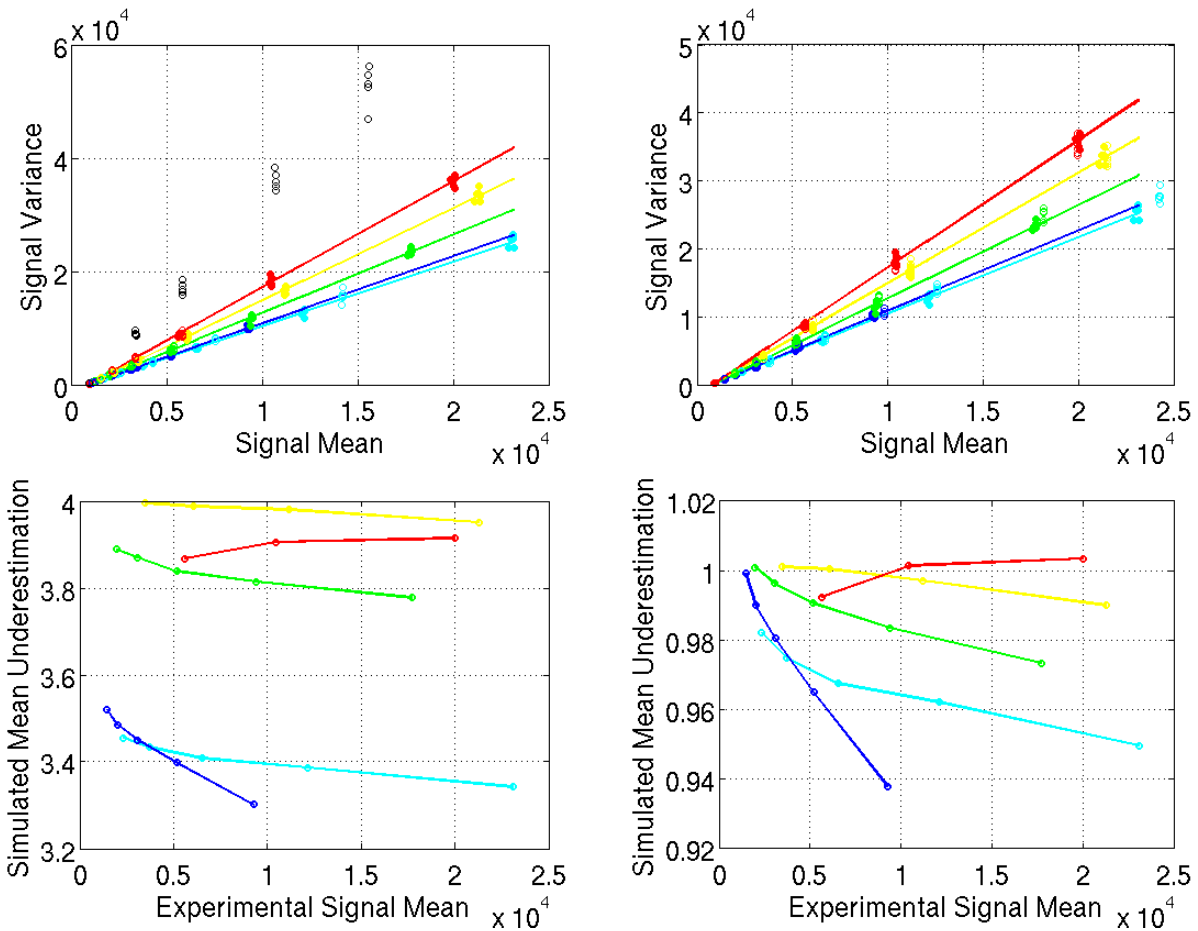 x 10^4
6
4
2
0
Signal Variance
0 0.5 1 1.5 2 2.5
Signal Mean
x 10^4
x 10^4
5
4
3
2
1
0
Signal Variance
0 0.5 1 1.5 2 2.5
Signal Mean
x 10^4
4
3.8
3.6
3.4
3.2
Simulated Mean Underestimation
0 0.5 1 1.5 2 2.5
Experimental Signal Mean
x 10^4
1.02
1
0.98
0.96
0.94
0.92
Simulated Mean Underestimation
0 0.5 1 1.5 2 2.5
Experimental Signal Mean
x 10^4